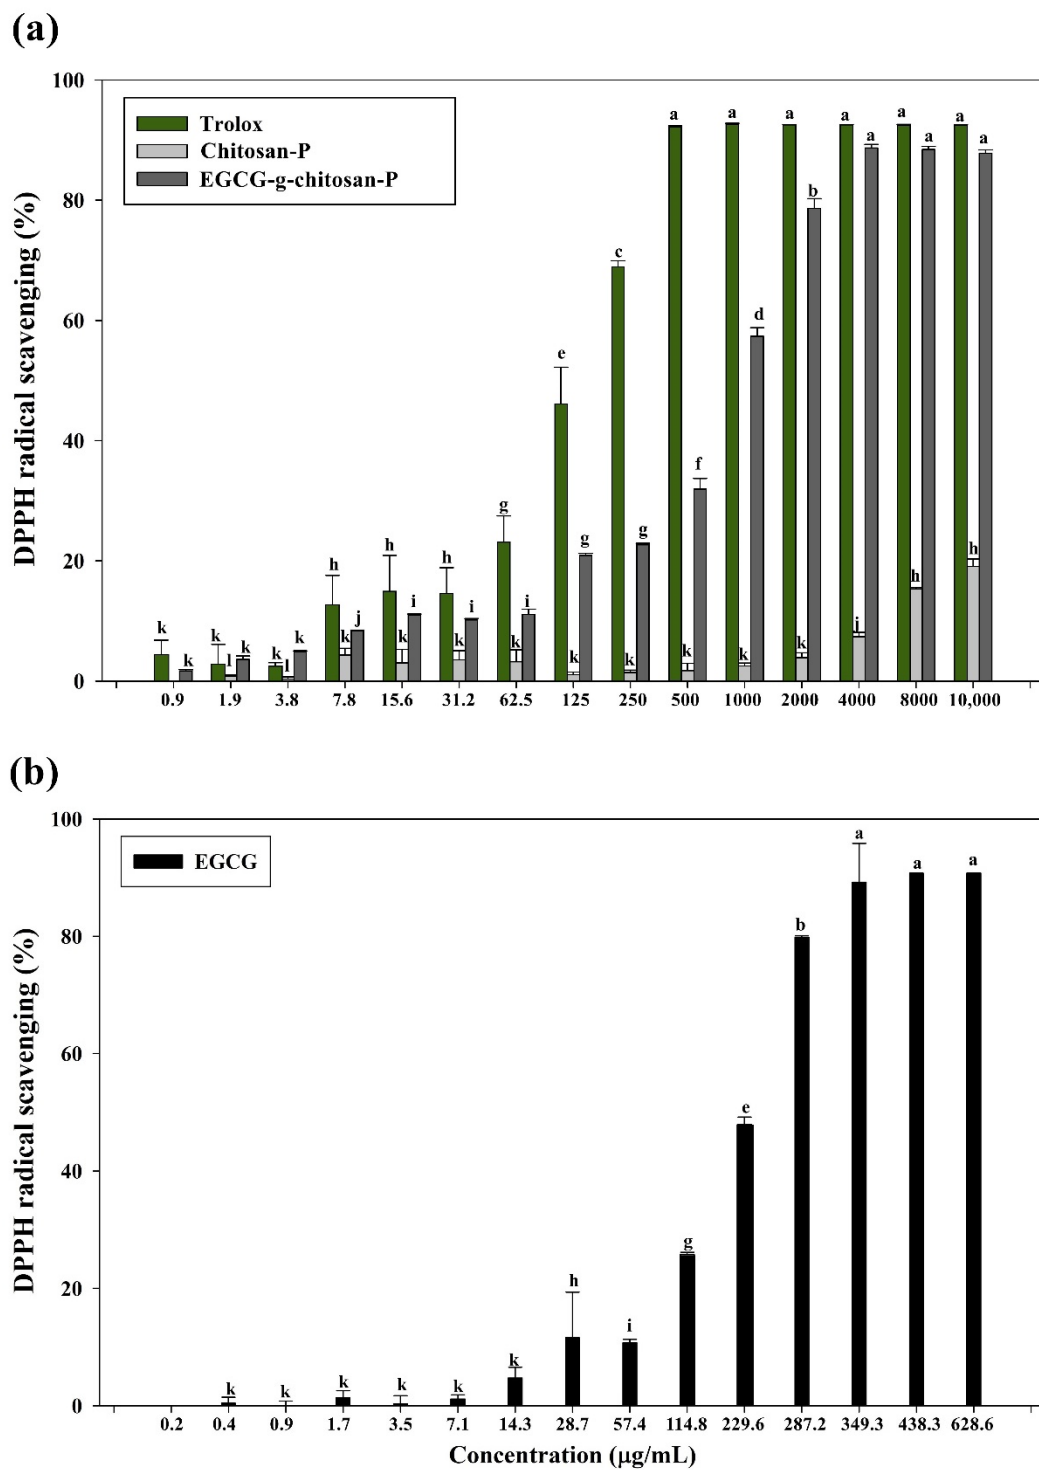 (a)
100
80
60
40
20
0
DPPH radical scavenging (%)
Trolox
Chitosan-P
EGCG-g-chitosan-P
k k
k l k
k l k
h k j
h k i
h k i
g k i
e k g
c k g
a k f
a k d
a k b
a j a
a h a
a h a
0.9 1.9 3.8 7.8 15.6 31.2 62.5 125 250 500 1000 2000 4000 8000 10,000
(b)
100
80
60
40
20
0
DPPH radical scavenging (%)
EGCG
k k k k k k h i g e b a a a
0.2 0.4 0.9 1.7 3.5 7.1 14.3 28.7 57.4 114.8 229.6 287.2 349.3 438.3 628.6
Concentration (µg/mL)